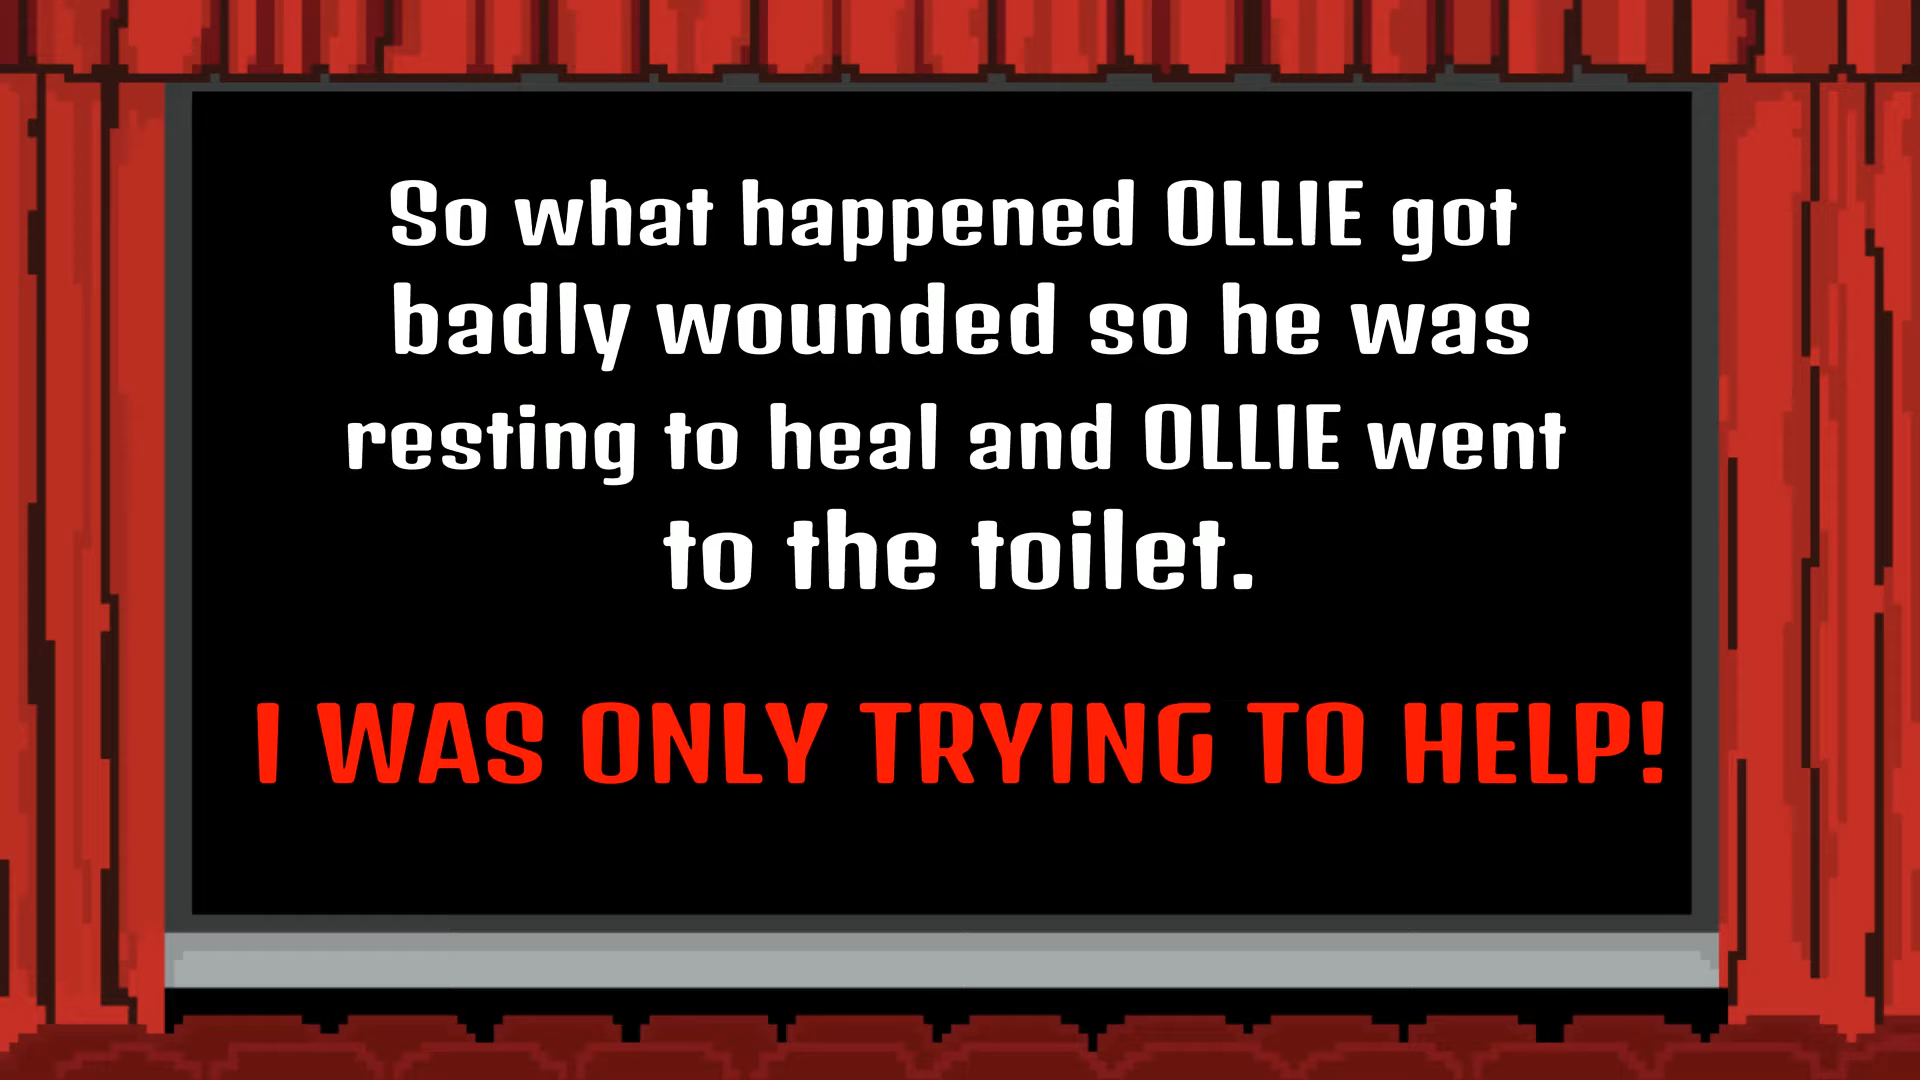 So what happened OLLIE got
badly wounded so he was
resting to heal and OLLIE went
to the toilet.
I WAS ONLY TRYING TO HELP!